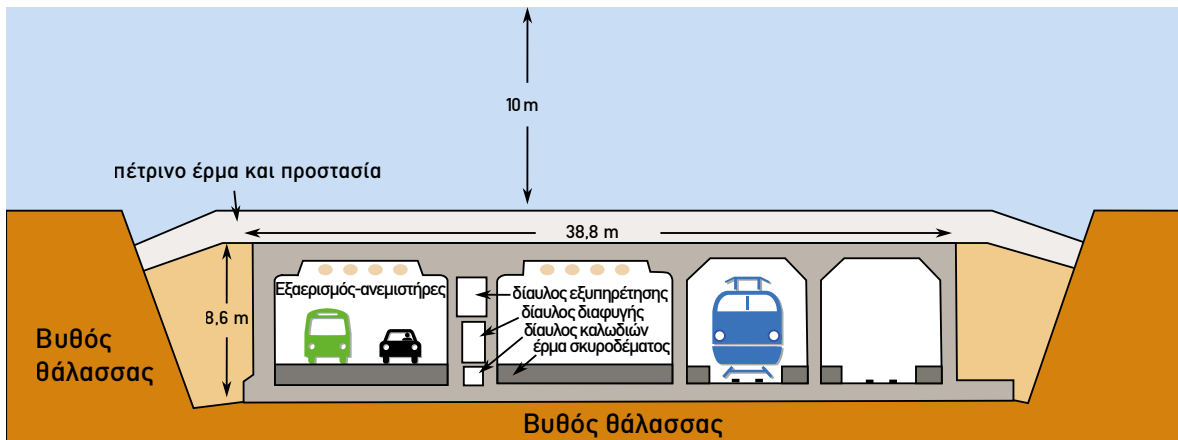 10 m
πέτρινο έρμα και προστασία
38,8 m
Εξαερισμός-ανεμιστήρες
δίαυλος εξυπηρέτησης
δίαυλος διαφυγής
δίαυλος καλωδιών
έρμα σκυροδέματος
8,6 m
Βυθός
θάλασσας
Βυθός θάλασσας